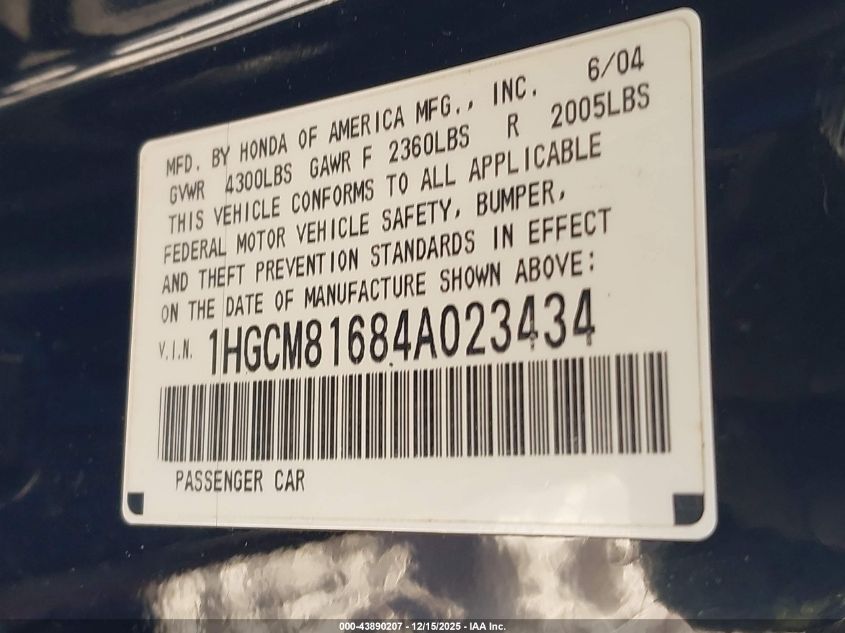 MFD. BY HONDA OF AMERICA MFG., INC. 6/04
GVWR 4300LBS GAWR F 2360LBS R 2005LBS
THIS VEHICLE CONFORMS TO ALL APPLICABLE
FEDERAL MOTOR VEHICLE SAFETY, BUMPER,
AND THEFT PREVENTION STANDARDS IN EFFECT
ON THE DATE OF MANUFACTURE SHOWN ABOVE:
V.I.N. 1HGCM81684A023434
PASSENGER CAR
000-43890207 - 12/15/2025 - IAA Inc.